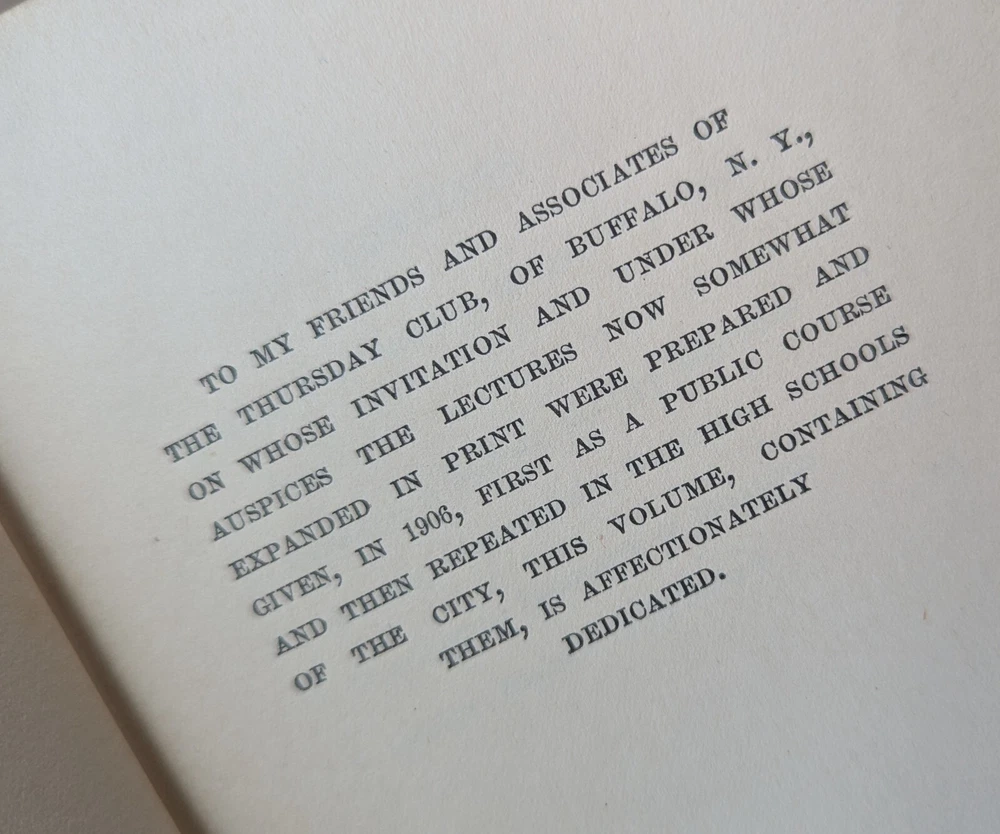 TO MY FRIENDS AND ASSOCIATES OF
THE THURSDAY CLUB, OF BUFFALO, N. Y.,
ON WHOSE INVITATION AND UNDER WHOSE
AUSPICES THE LECTURES NOW SOMEWHAT
EXPANDED IN PRINT WERE PREPARED AND
GIVEN, IN 1906, FIRST AS A PUBLIC COURSE
AND THEN REPEATED IN THE HIGH SCHOOLS
OF THE CITY, THIS VOLUME, CONTAINING
THEM, IS AFFECTIONATELY
DEDICATED.